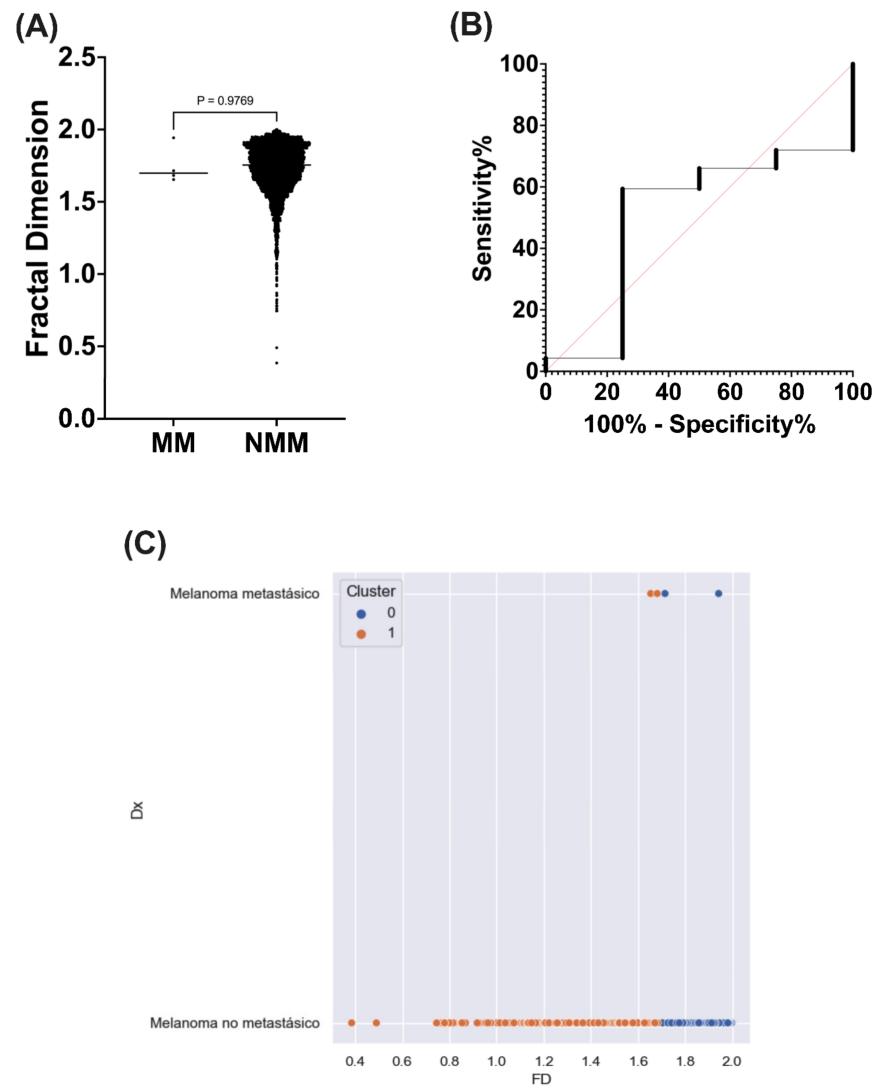 (A)
Fractal Dimension
2.5
2.0
1.5
1.0
0.5
0.0
P = 0.9769
MM NMM
(B)
Sensitivity%
100
80
60
40
20
0
0 20 40 60 80 100
100% - Specificity%
(C)
Dx
Melanoma metastásico
Melanoma no metastásico
Cluster
0
1
0.4 0.6 0.8 1.0 1.2 1.4 1.6 1.8 2.0
FD